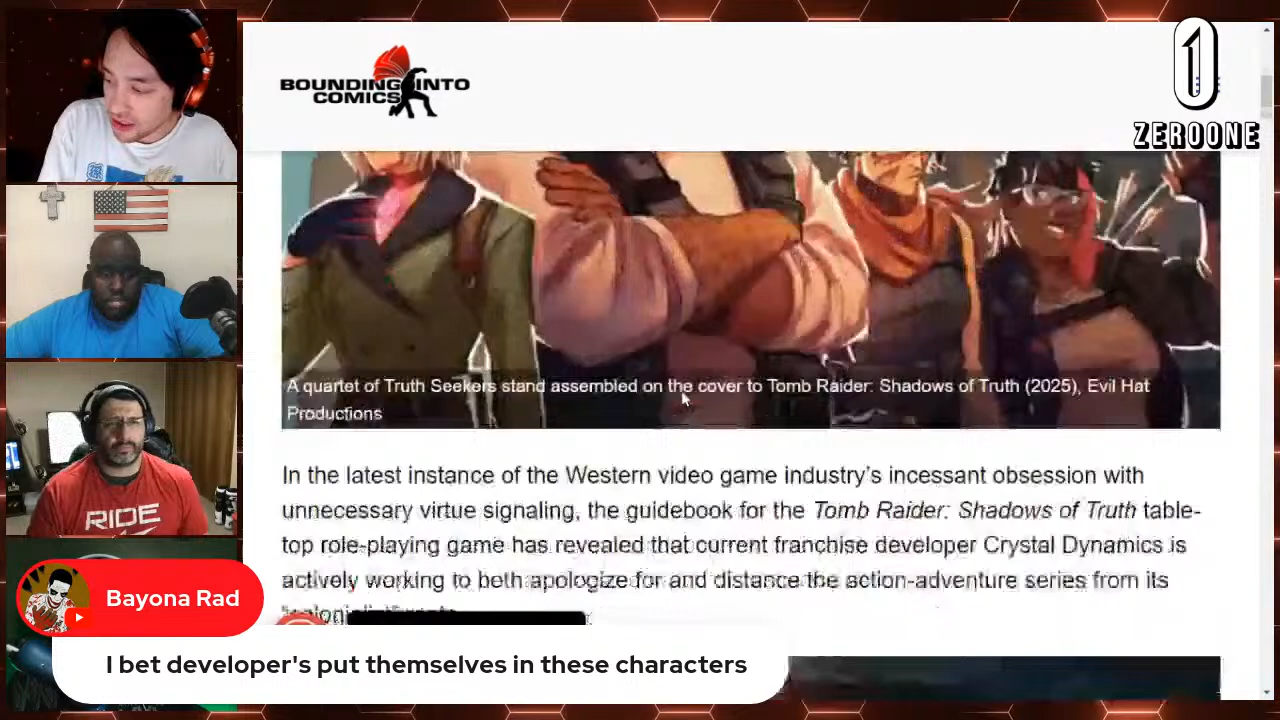 BOUNDING INTO
COMICS
ZEROONE
A quartet of Truth Seekers stand assembled on the cover to Tomb Raider: Shadows of Truth (2025), Evil Hat
Productions
In the latest instance of the Western video game industry's incessant obsession with
unnecessary virtue signaling, the guidebook for the Tomb Raider: Shadows of Truth table-
top role-playing game has revealed that current franchise developer Crystal Dynamics is
actively working to both apologize for and distance the action-adventure series from its
RIDE
Bayona Rad
I bet developer's put themselves in these characters